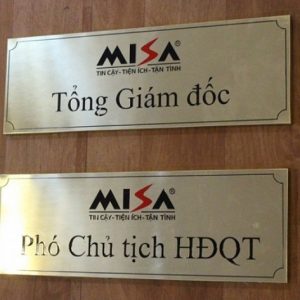 MISA®
TIN CẬY-TIỆN ÍCH-TẬN TÌNH
Tổng Giám đốc
MISA®
TIN CẬY-TIỆN ÍCH-TẬN TÌNH
Phó Chủ tịch HĐQT